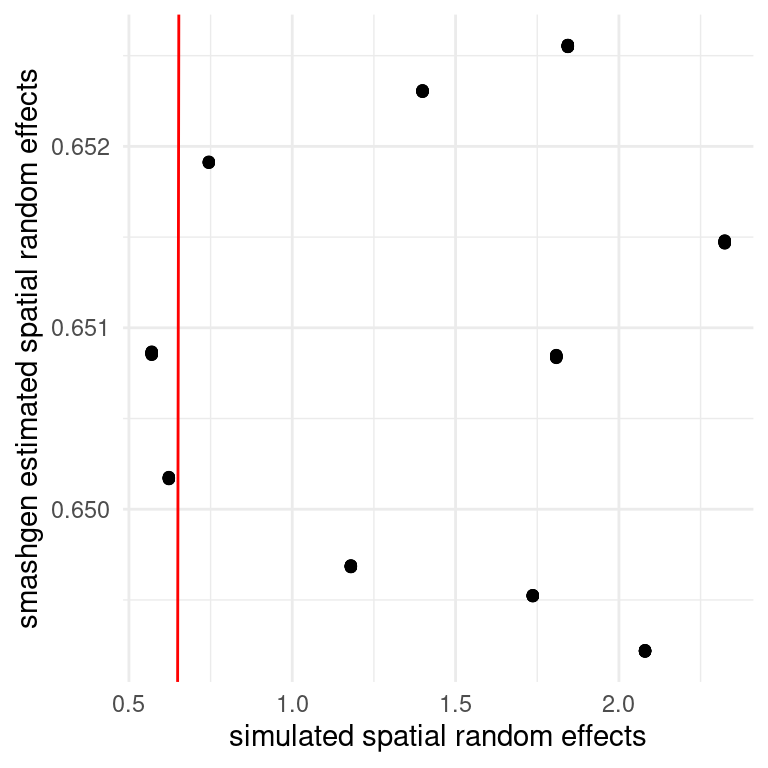 smashgen estimated spatial random effects
0.652
0.651
0.650
0.5 1.0 1.5 2.0
simulated spatial random effects